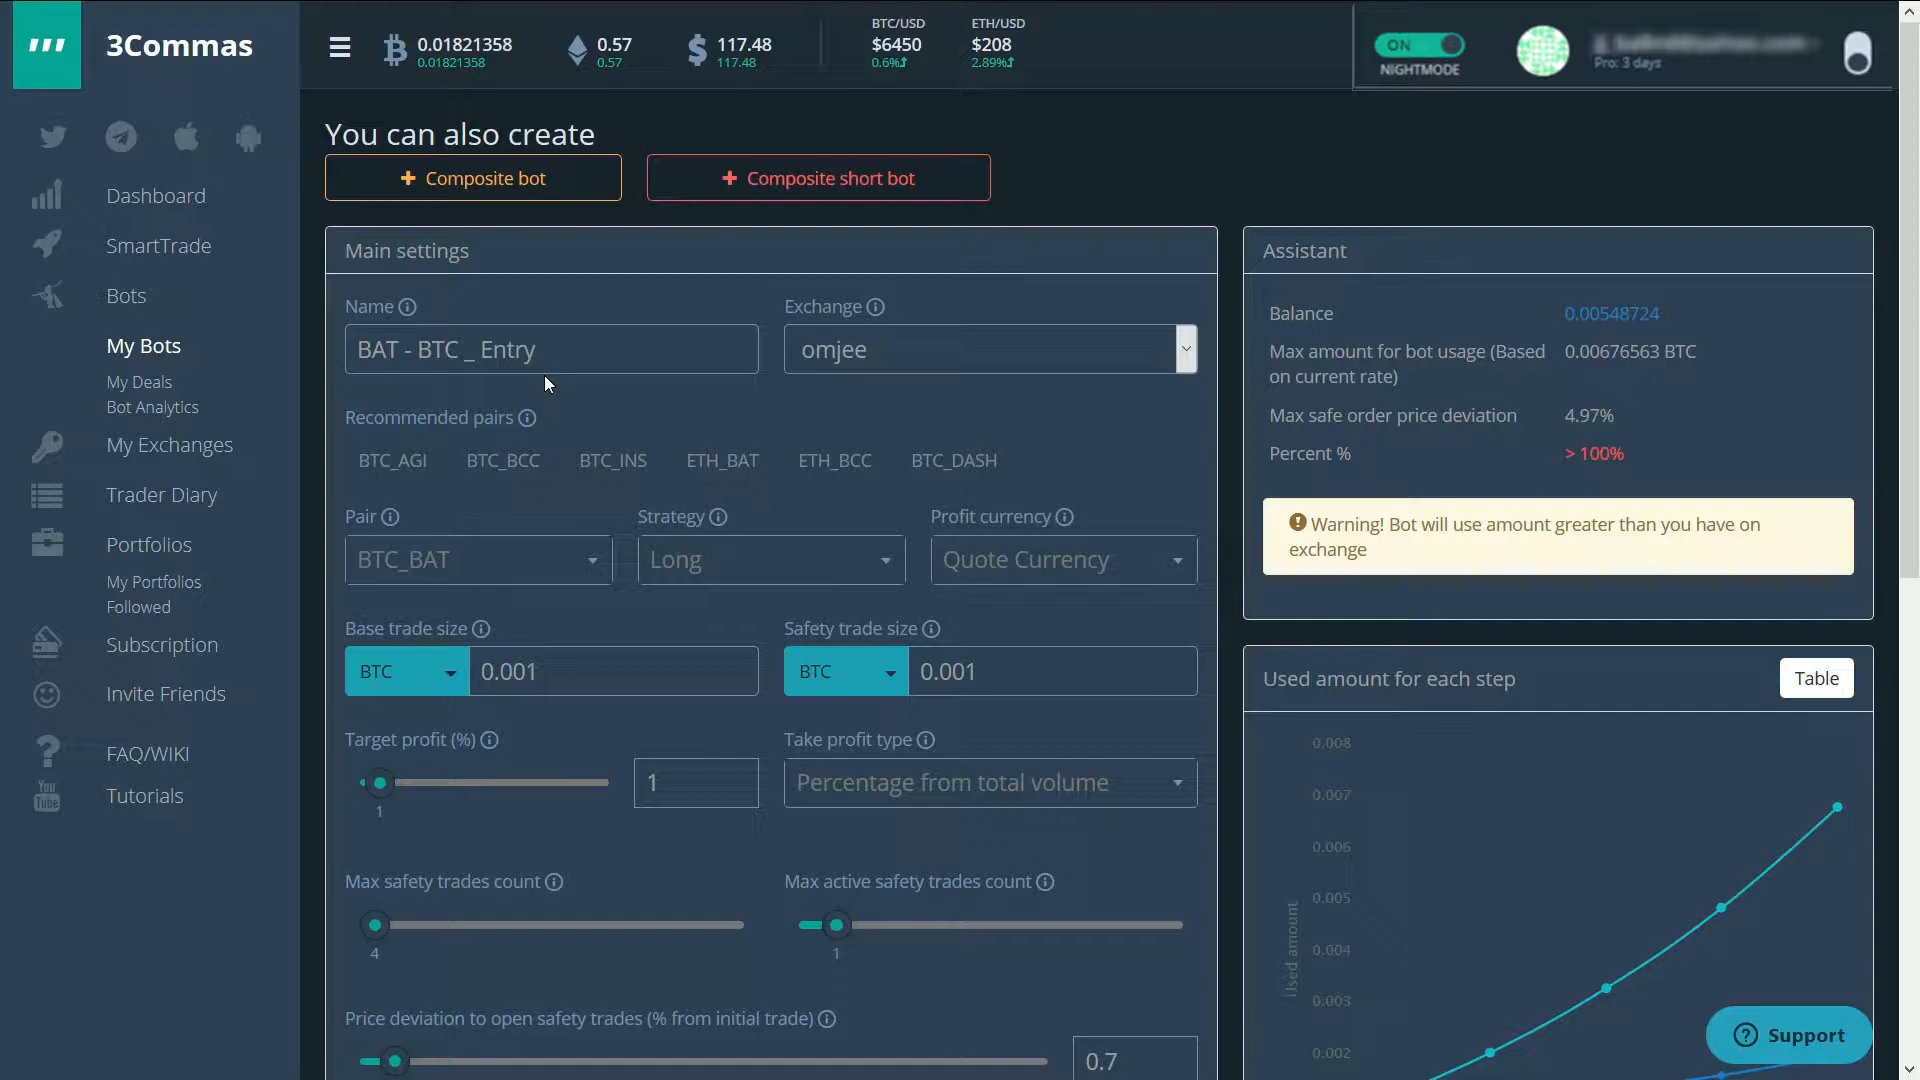 3Commas
0.01821358
0.01821358
0.57
0.57
117.48
117.48
BTC/USD
$6450
0.6%
ETH/USD
$208
2.89%
ON
NIGHTMODE
Pro: 3 days
Dashboard
SmartTrade
Bots
My Bots
My Deals
Bot Analytics
My Exchanges
Trader Diary
Portfolios
My Portfolios
Followed
Subscription
Invite Friends
FAQ/WIKI
You
Tube
Tutorials
You can also create
+ Composite bot
+ Composite short bot
Main settings
Name
BAT - BTC _ Entry
Exchange
omjee
Recommended pairs
BTC_AGI BTC_BCC BTC_INS ETH_BAT ETH_BCC BTC_DASH
Pair
BTC_BAT
Strategy
Long
Profit currency
Quote Currency
Base trade size
BTC 0.001
Safety trade size
BTC 0.001
Target profit (%)
1
1
Take profit type
Percentage from total volume
Max safety trades count
4
Max active safety trades count
1
Price deviation to open safety trades (% from initial trade)
0.7
Assistant
Balance 0.00548724
Max amount for bot usage (Based
on current rate)
0.00676563 BTC
Max safe order price deviation 4.97%
Percent % > 100%
Warning! Bot will use amount greater than you have on
exchange
Used amount for each step
Table
0.008
0.007
0.006
0.005
0.004
0.003
0.002
Used amount
Support